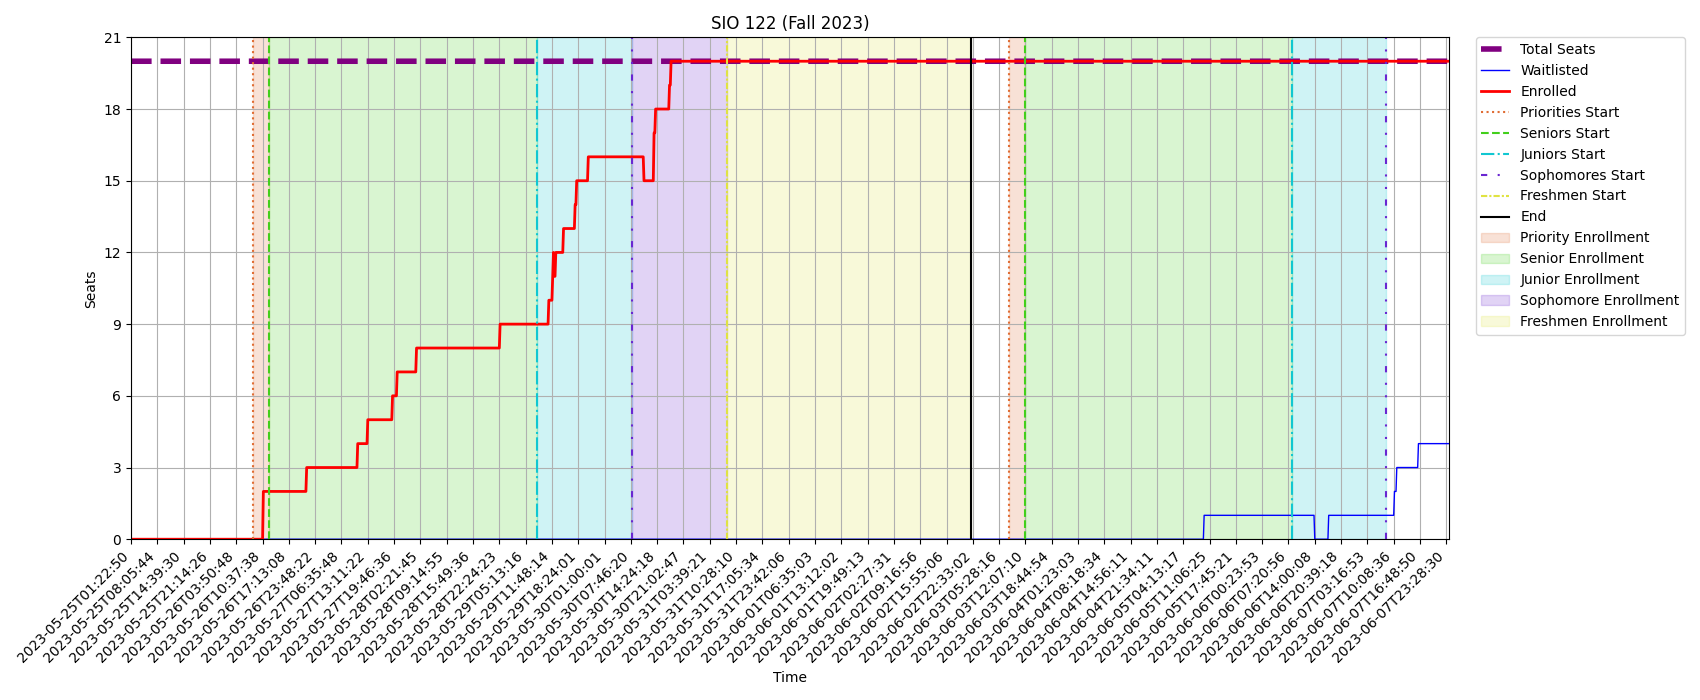 SIO 122 (Fall 2023)
21
18
15
12
9
6
3
0
Seats
2023-05-25T01:22:50
2023-05-25T08:05:44
2023-05-25T14:39:30
2023-05-25T21:14:26
2023-05-26T03:50:48
2023-05-26T10:37:38
2023-05-26T17:13:08
2023-05-26T23:48:22
2023-05-27T06:35:48
2023-05-27T13:11:22
2023-05-27T19:46:36
2023-05-28T02:21:45
2023-05-28T09:14:55
2023-05-28T15:49:36
2023-05-28T22:24:23
2023-05-29T05:13:16
2023-05-29T11:48:14
2023-05-29T18:24:01
2023-05-30T01:00:01
2023-05-30T07:46:20
2023-05-30T14:24:18
2023-05-30T21:02:47
2023-05-31T03:39:21
2023-05-31T10:28:10
2023-05-31T17:05:34
2023-05-31T23:42:06
2023-06-01T06:35:03
2023-06-01T13:12:02
2023-06-01T19:49:13
2023-06-02T02:27:31
2023-06-02T09:16:56
2023-06-02T15:55:06
2023-06-02T22:33:02
2023-06-03T05:28:16
2023-06-03T12:07:10
2023-06-03T18:44:54
2023-06-04T01:23:03
2023-06-04T08:18:34
2023-06-04T14:56:11
2023-06-04T21:34:11
2023-06-05T04:13:17
2023-06-05T11:06:25
2023-06-05T17:45:21
2023-06-06T00:23:53
2023-06-06T07:20:56
2023-06-06T14:00:08
2023-06-06T20:39:18
2023-06-07T03:16:53
2023-06-07T10:08:36
2023-06-07T16:48:50
2023-06-07T23:28:30
Time
Total Seats
Waitlisted
Enrolled
Priorities Start
Seniors Start
Juniors Start
Sophomores Start
Freshmen Start
End
Priority Enrollment
Senior Enrollment
Junior Enrollment
Sophomore Enrollment
Freshmen Enrollment